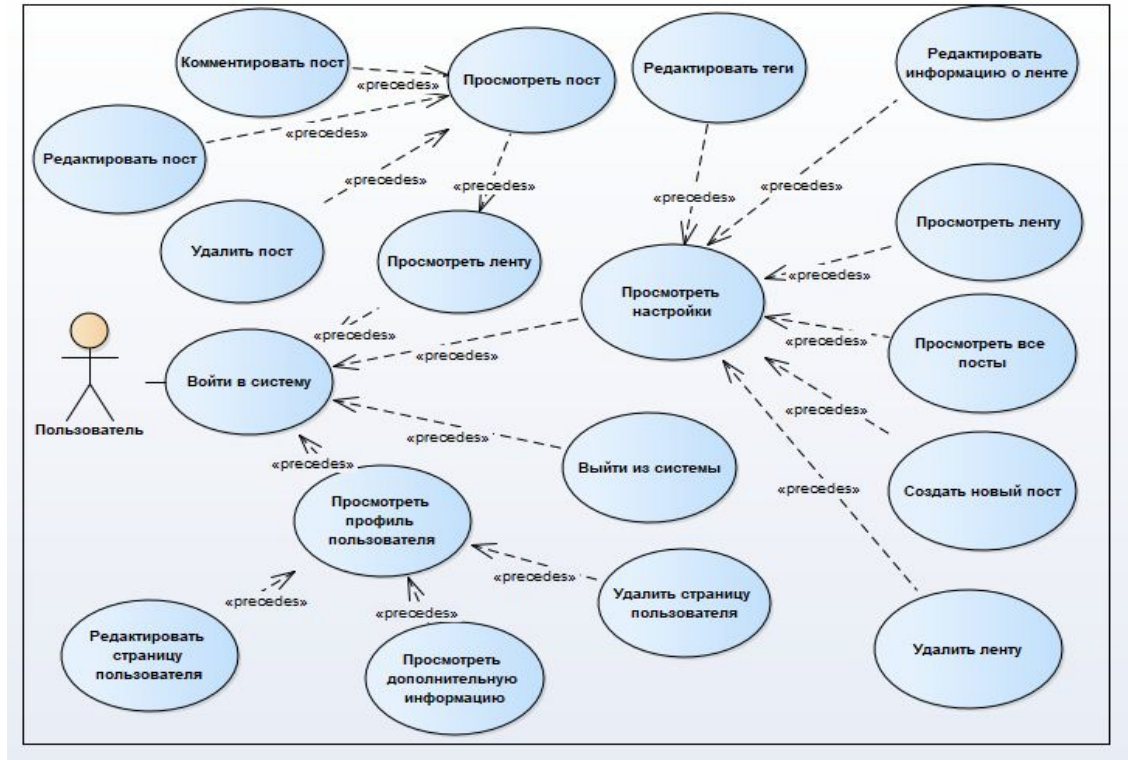 Комментировать пост
«precedes»
Просмотреть пост
Редактировать теги
Редактировать
информацию о ленте
Редактировать пост
«precedes»
«precedes»
«precedes»
«precedes»
«precedes»
Удалить пост
Просмотреть ленту
Просмотреть ленту
«precedes»
Просмотреть
настройки
«precedes»
«precedes»
«precedes»
Просмотреть все
посты
Пользователь
Войти в систему
«precedes»
«precedes»
Выйти из системы
«precedes»
«precedes»
Создать новый пост
Просмотреть
профиль
пользователя
«precedes»
«precedes»
«precedes»
Удалить страницу
пользователя
Редактировать
страницу
пользователя
Просмотреть
дополнительную
информацию
Удалить ленту